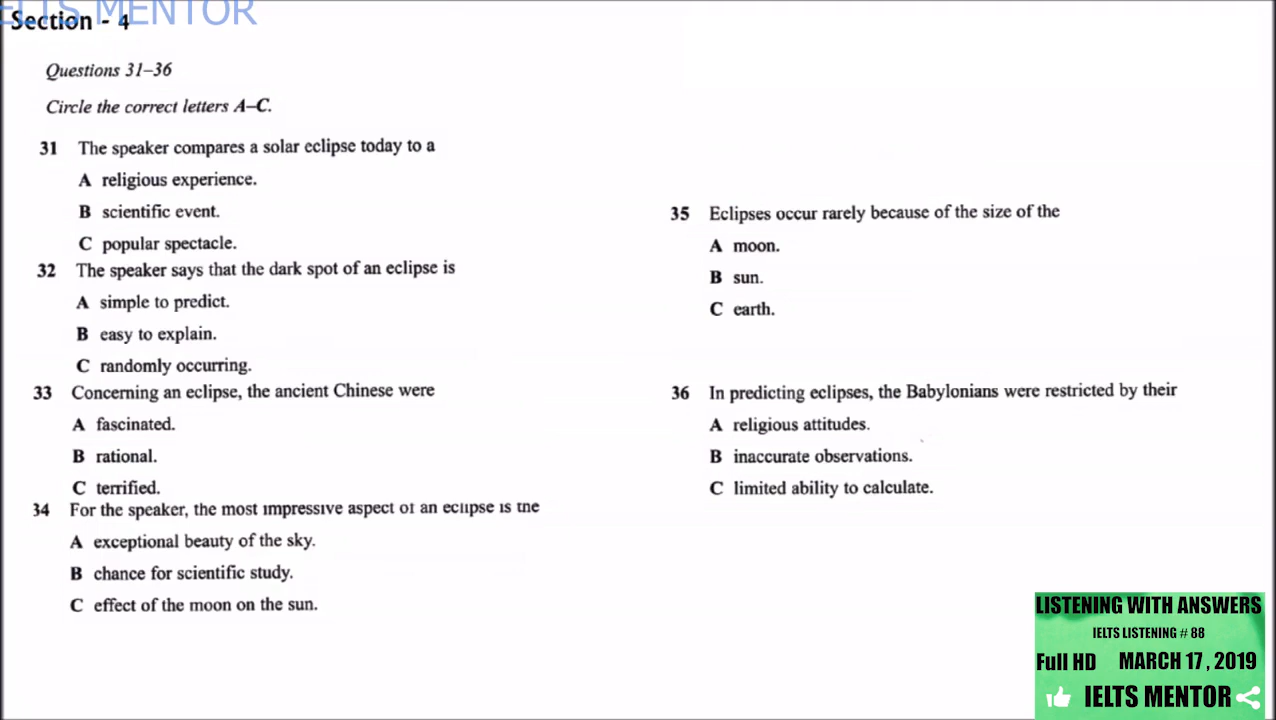 IELTS MENTOR
Section - 4
Questions 31–36
Circle the correct letters A–C.
31 The speaker compares a solar eclipse today to a
A religious experience.
B scientific event.
C popular spectacle.
32 The speaker says that the dark spot of an eclipse is
A simple to predict.
B easy to explain.
C randomly occurring.
33 Concerning an eclipse, the ancient Chinese were
A fascinated.
B rational.
C terrified.
34 For the speaker, the most impressive aspect of an eclipse is the
A exceptional beauty of the sky.
B chance for scientific study.
C effect of the moon on the sun.
35 Eclipses occur rarely because of the size of the
A moon.
B sun.
C earth.
36 In predicting eclipses, the Babylonians were restricted by their
A religious attitudes.
B inaccurate observations.
C limited ability to calculate.
LISTENING WITH ANSWERS
IELTS LISTENING # 88
Full HD MARCH 17 , 2019
IELTS MENTOR